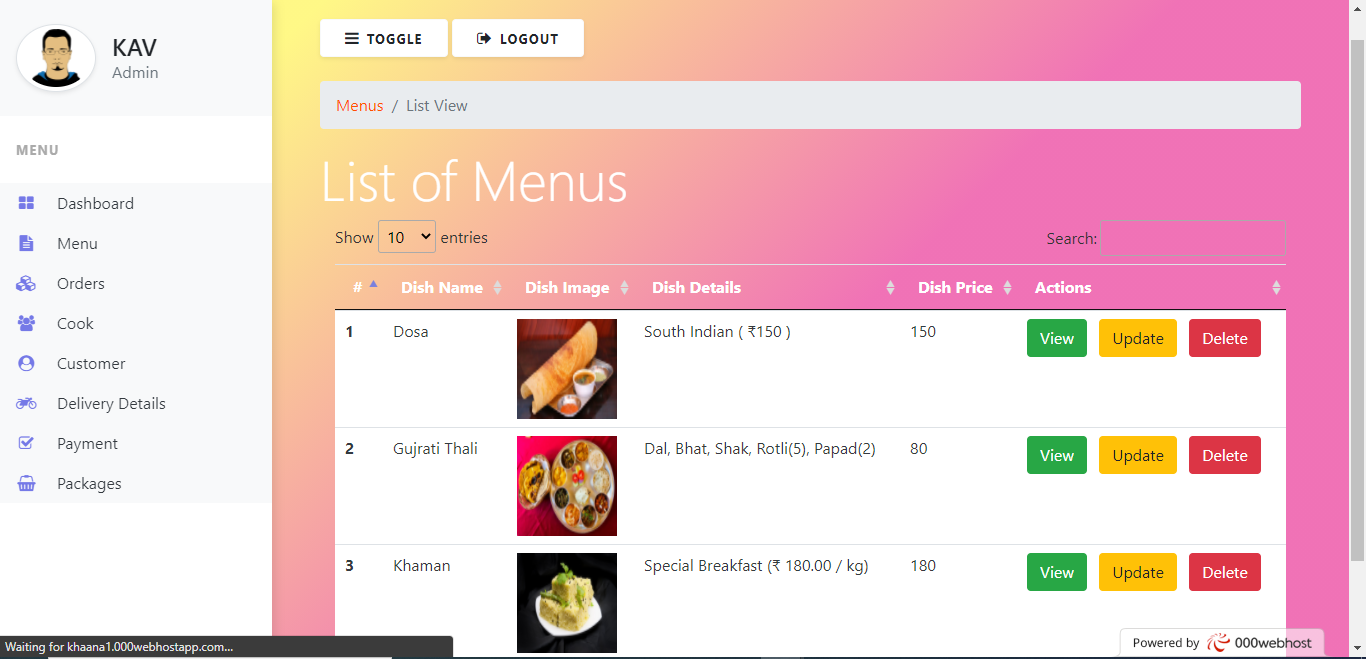 KAV
Admin
MENU
Dashboard
Menu
Orders
Cook
Customer
Delivery Details
Payment
Packages
TOGGLE LOGOUT
Menus / List View
List of Menus
Show 10 entries Search:
# Dish Name Dish Image Dish Details Dish Price Actions
1 Dosa South Indian ( ₹150 ) 150 View Update Delete
2 Gujrati Thali Dal, Bhat, Shak, Rotli(5), Papad(2) 80 View Update Delete
3 Khaman Special Breakfast (₹ 180.00 / kg) 180 View Update Delete
Waiting for khaana1.000webhostapp.com...
Powered by 000webhost